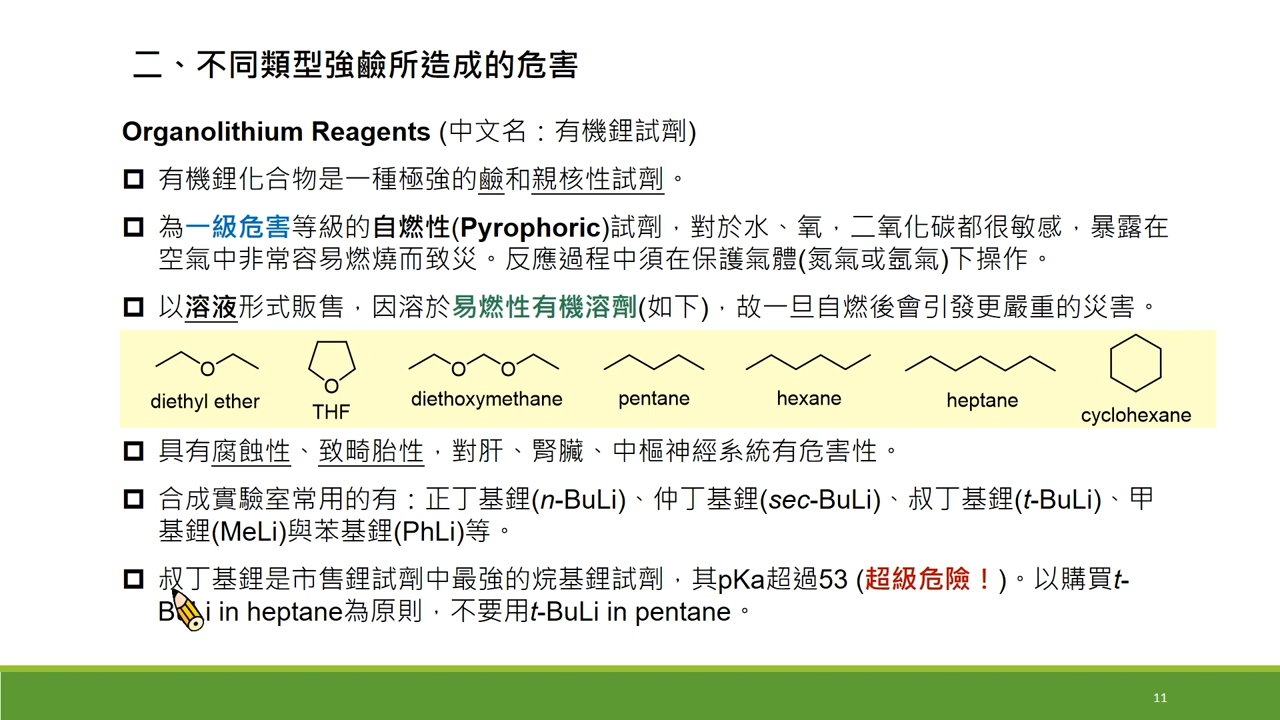 二、不同類型強鹼所造成的危害
Organolithium Reagents (中文名：有機鋰試劑)
有機鋰化合物是一種極強的鹼和親核性試劑。
為一級危害等級的自燃性(Pyrophoric)試劑，對於水、氧，二氧化碳都很敏感，暴露在
空氣中非常容易燃燒而致災。反應過程中須在保護氣體(氮氣或氬氣)下操作。
以溶液形式販售，因溶於易燃性有機溶劑(如下)，故一旦自燃後會引發更嚴重的災害。
O O O
O
diethyl ether THF diethoxymethane pentane hexane heptane cyclohexane
具有腐蝕性、致畸胎性，對肝、腎臟、中樞神經系統有危害性。
合成實驗室常用的有：正丁基鋰(n-BuLi)、仲丁基鋰(sec-BuLi)、叔丁基鋰(t-BuLi)、甲
基鋰(MeLi)與苯基鋰(PhLi)等。
叔丁基鋰是市售鋰試劑中最強的烷基鋰試劑，其pKa超過53 (超級危險！)。以購買t-
BuLi in heptane為原則，不要用t-BuLi in pentane。
11